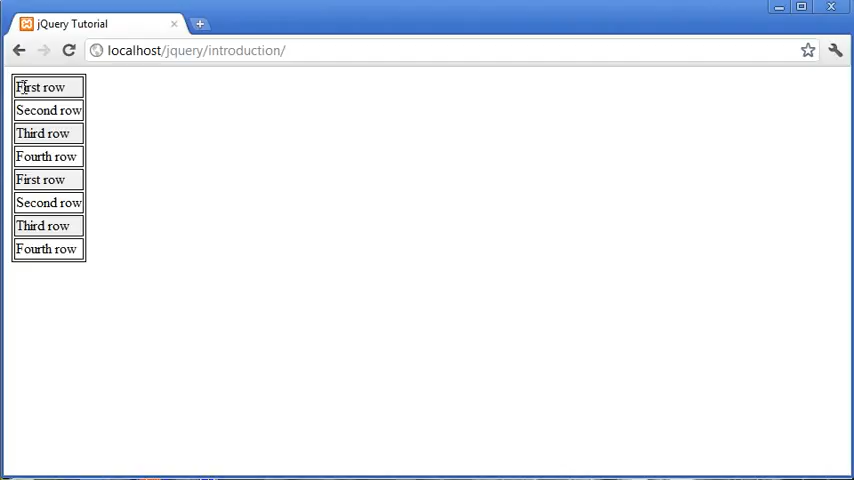 jQuery Tutorial
localhost/jquery/introduction/
First row
Second row
Third row
Fourth row
First row
Second row
Third row
Fourth row